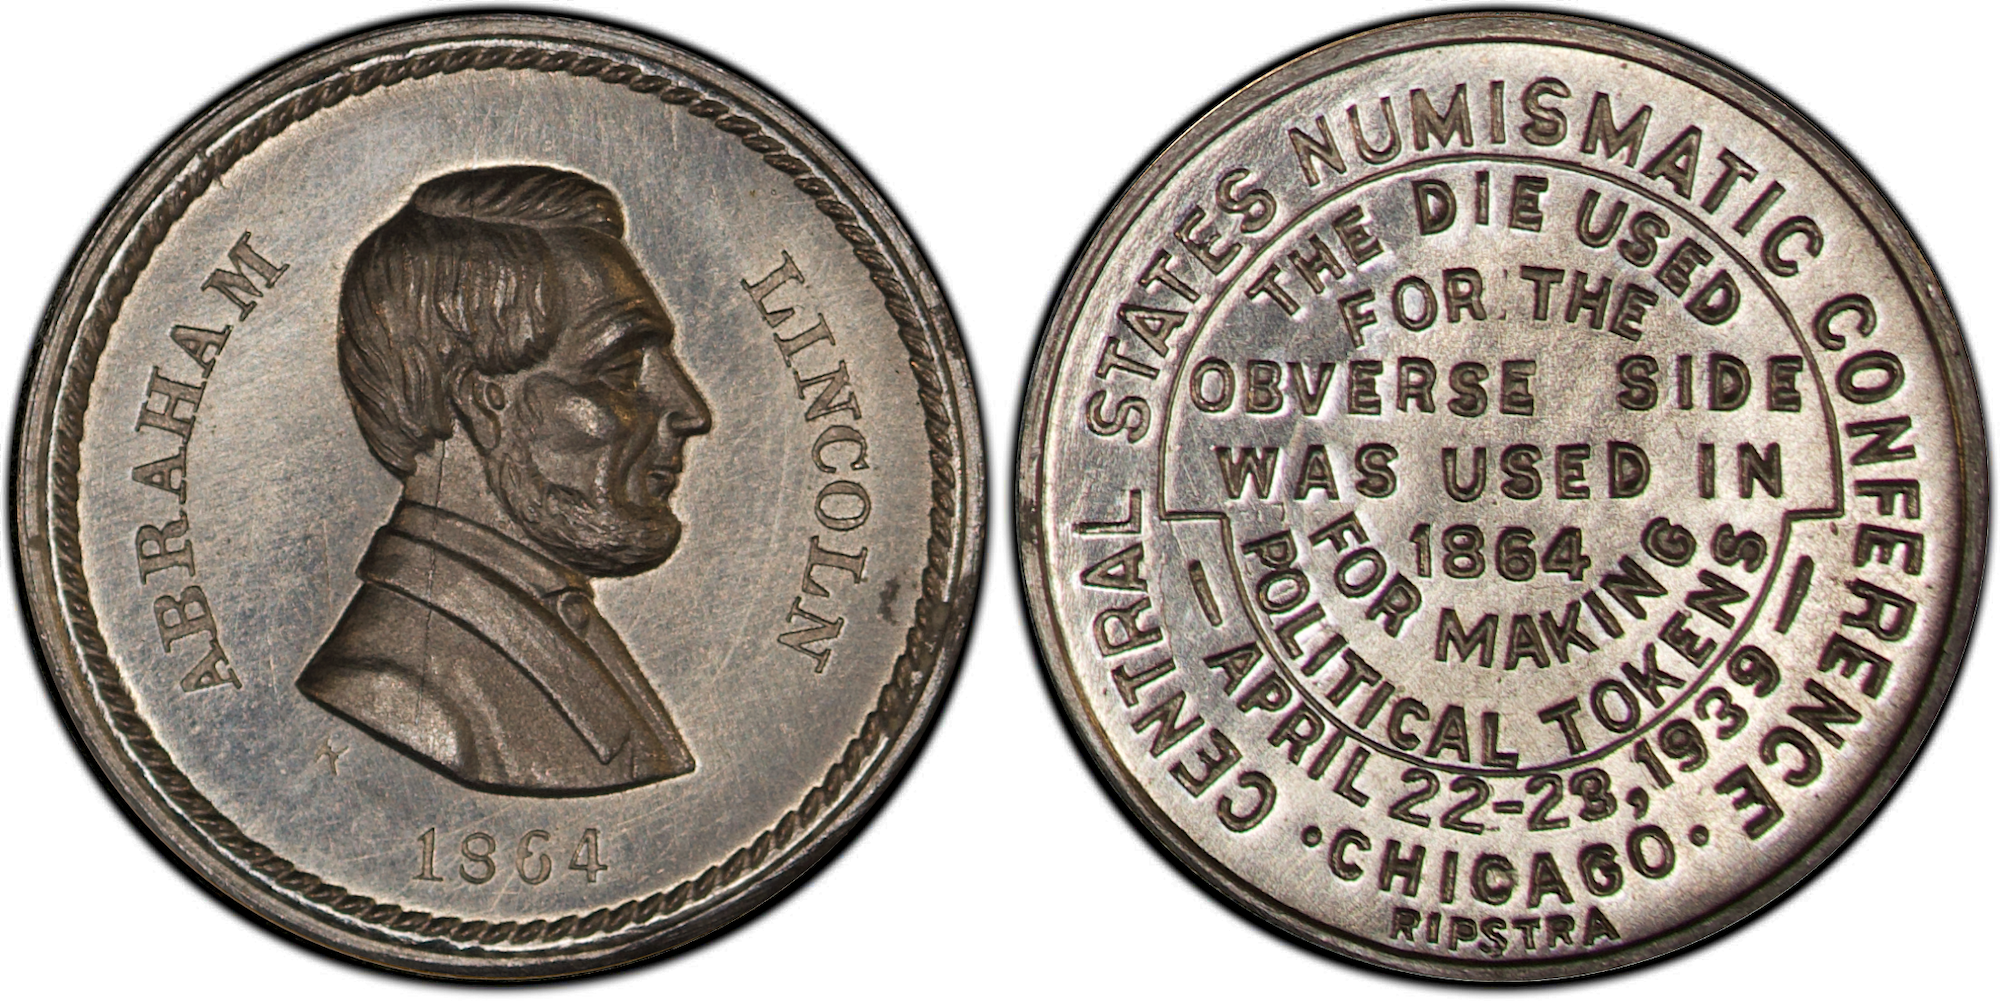 ABRAHAM LINCOLN
1864
CENTRAL STATES NUMISMATIC CONFERENCE
THE DIE USED
FOR THE
OBVERSE SIDE
WAS USED IN
1864
FOR MAKING
POLITICAL TOKENS
— APRIL 22-23, 1939 —
· CHICAGO ·
RIPSTRA